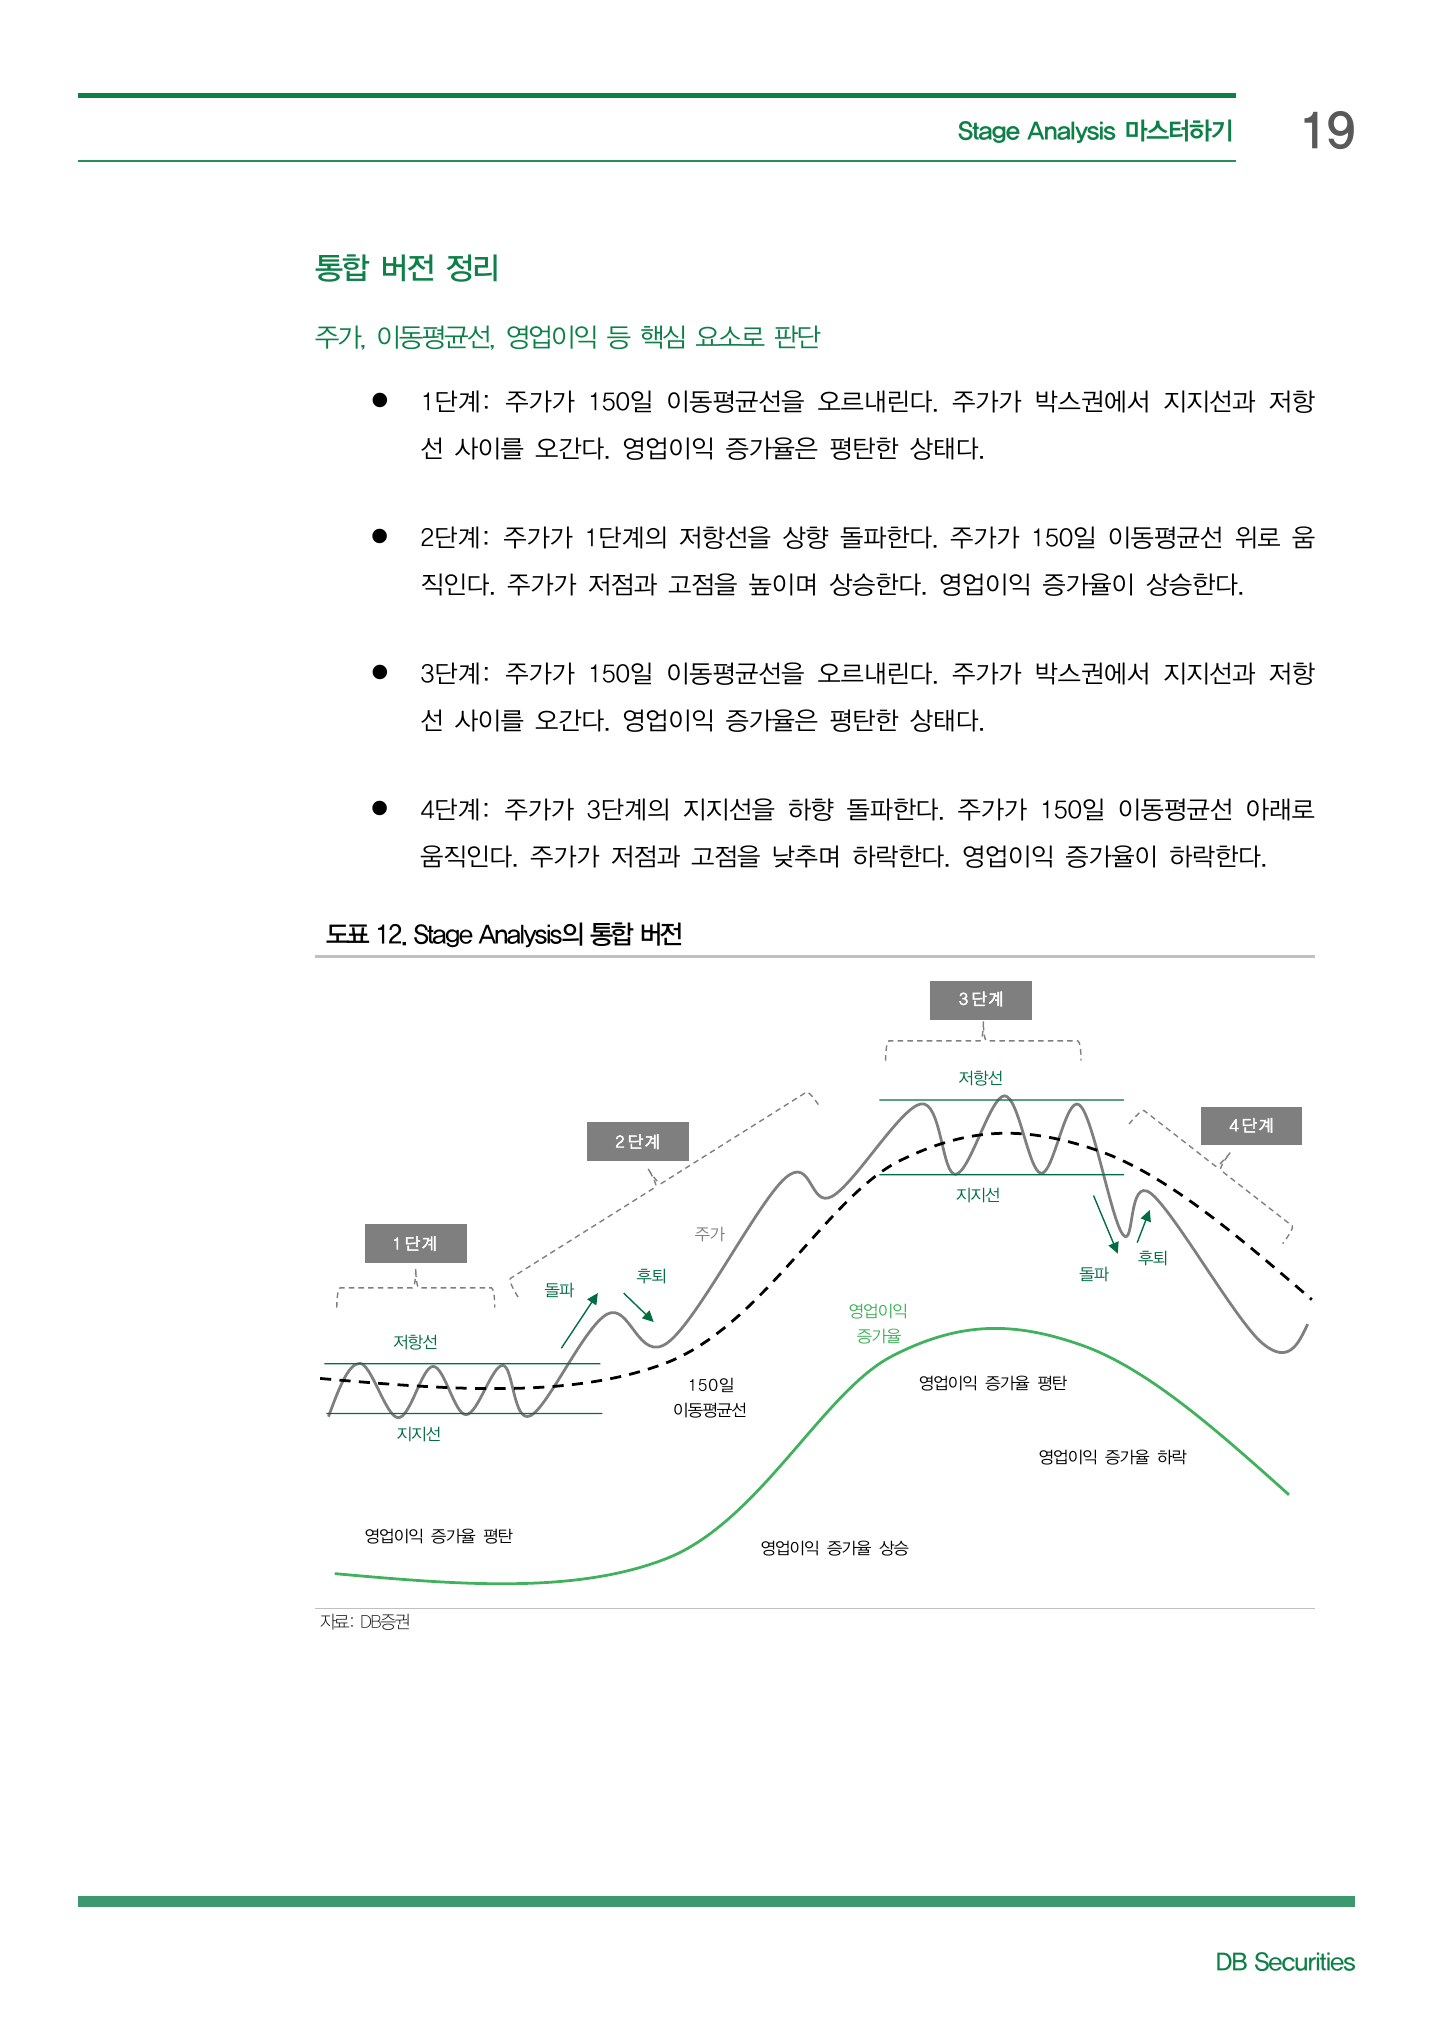 Stage Analysis 마스터하기
19
통합 버전 정리
주가, 이동평균선, 영업이익 등 핵심 요소로 판단
● 1단계: 주가가 150일 이동평균선을 오르내린다. 주가가 박스권에서 지지선과 저항
선 사이를 오간다. 영업이익 증가율은 평탄한 상태다.
● 2단계: 주가가 1단계의 저항선을 상향 돌파한다. 주가가 150일 이동평균선 위로 움
직인다. 주가가 저점과 고점을 높이며 상승한다. 영업이익 증가율이 상승한다.
● 3단계: 주가가 150일 이동평균선을 오르내린다. 주가가 박스권에서 지지선과 저항
선 사이를 오간다. 영업이익 증가율은 평탄한 상태다.
● 4단계: 주가가 3단계의 지지선을 하향 돌파한다. 주가가 150일 이동평균선 아래로
움직인다. 주가가 저점과 고점을 낮추며 하락한다. 영업이익 증가율이 하락한다.
도표 12. Stage Analysis의 통합 버전
3단계
저항선
4단계
2단계
지지선
주가
1단계
후퇴
돌파
후퇴
돌파
영업이익
증가율
저항선
150일
이동평균선
영업이익 증가율 평탄
지지선
영업이익 증가율 하락
영업이익 증가율 평탄
영업이익 증가율 상승
자료: DB증권
DB Securities